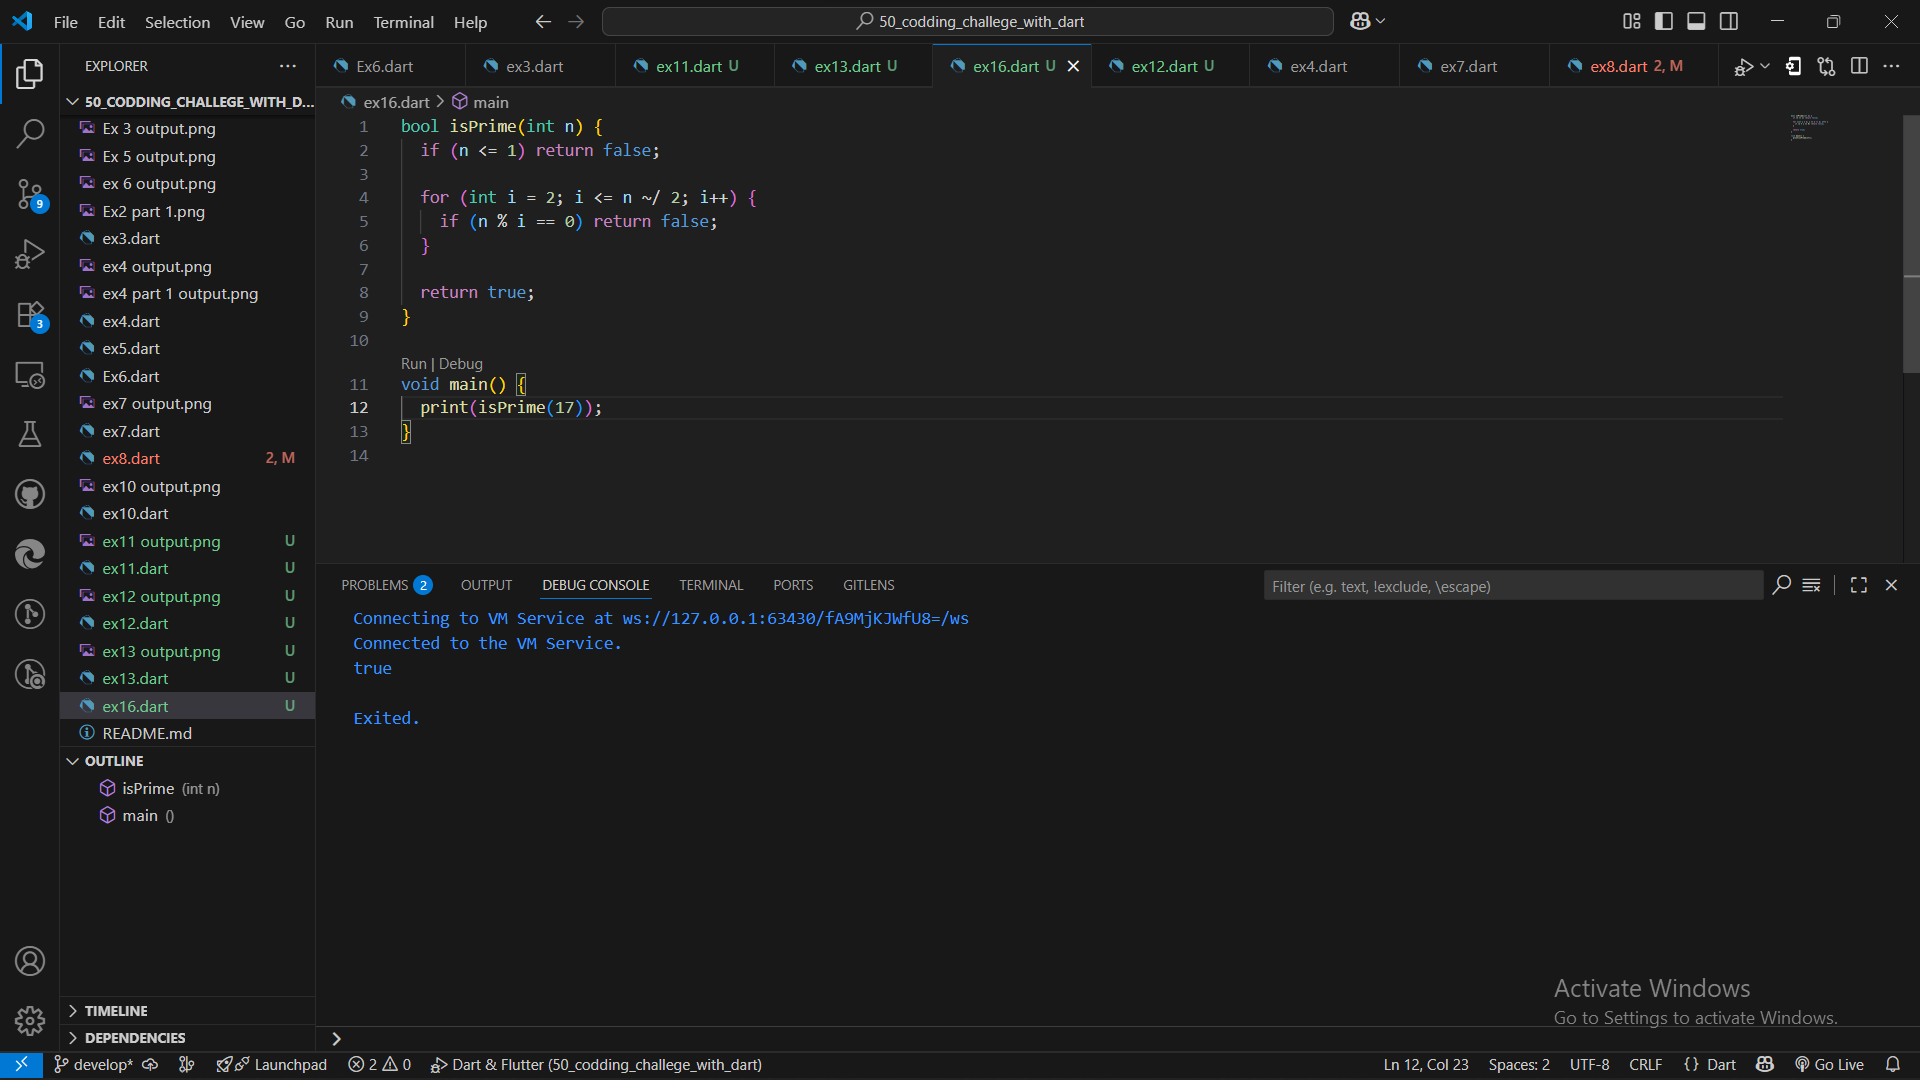 File Edit Selection View Go Run Terminal Help
50_codding_challege_with_dart
EXPLORER
Ex6.dart
ex3.dart
ex11.dart U
ex13.dart U
ex16.dart U
ex12.dart U
ex4.dart
ex7.dart
ex8.dart 2, M
50_CODDING_CHALLEGE_WITH_D...
Ex 3 output.png
Ex 5 output.png
ex 6 output.png
Ex2 part 1.png
ex3.dart
ex4 output.png
ex4 part 1 output.png
ex4.dart
ex5.dart
Ex6.dart
ex7 output.png
ex7.dart
ex8.dart 2, M
ex10 output.png
ex10.dart
ex11 output.png U
ex11.dart U
ex12 output.png U
ex12.dart U
ex13 output.png U
ex13.dart U
ex16.dart U
README.md
OUTLINE
isPrime (int n)
main ()
TIMELINE
DEPENDENCIES
9
3
ex16.dart > main
1 bool isPrime(int n) {
2 if (n <= 1) return false;
3
4 for (int i = 2; i <= n ~/ 2; i++) {
5 if (n % i == 0) return false;
6 }
7
8 return true;
9 }
10
Run | Debug
11 void main() {
12 print(isPrime(17));
13 }
14
PROBLEMS 2 OUTPUT DEBUG CONSOLE TERMINAL PORTS GITLENS
Filter (e.g. text, !exclude, \escape)
Connecting to VM Service at ws://127.0.0.1:63430/fA9MjKJWfU8=/ws
Connected to the VM Service.
true
Exited.
Activate Windows
Go to Settings to activate Windows.
develop* Launchpad 2 0 Dart & Flutter (50_codding_challege_with_dart)
Ln 12, Col 23 Spaces: 2 UTF-8 CRLF {} Dart Go Live